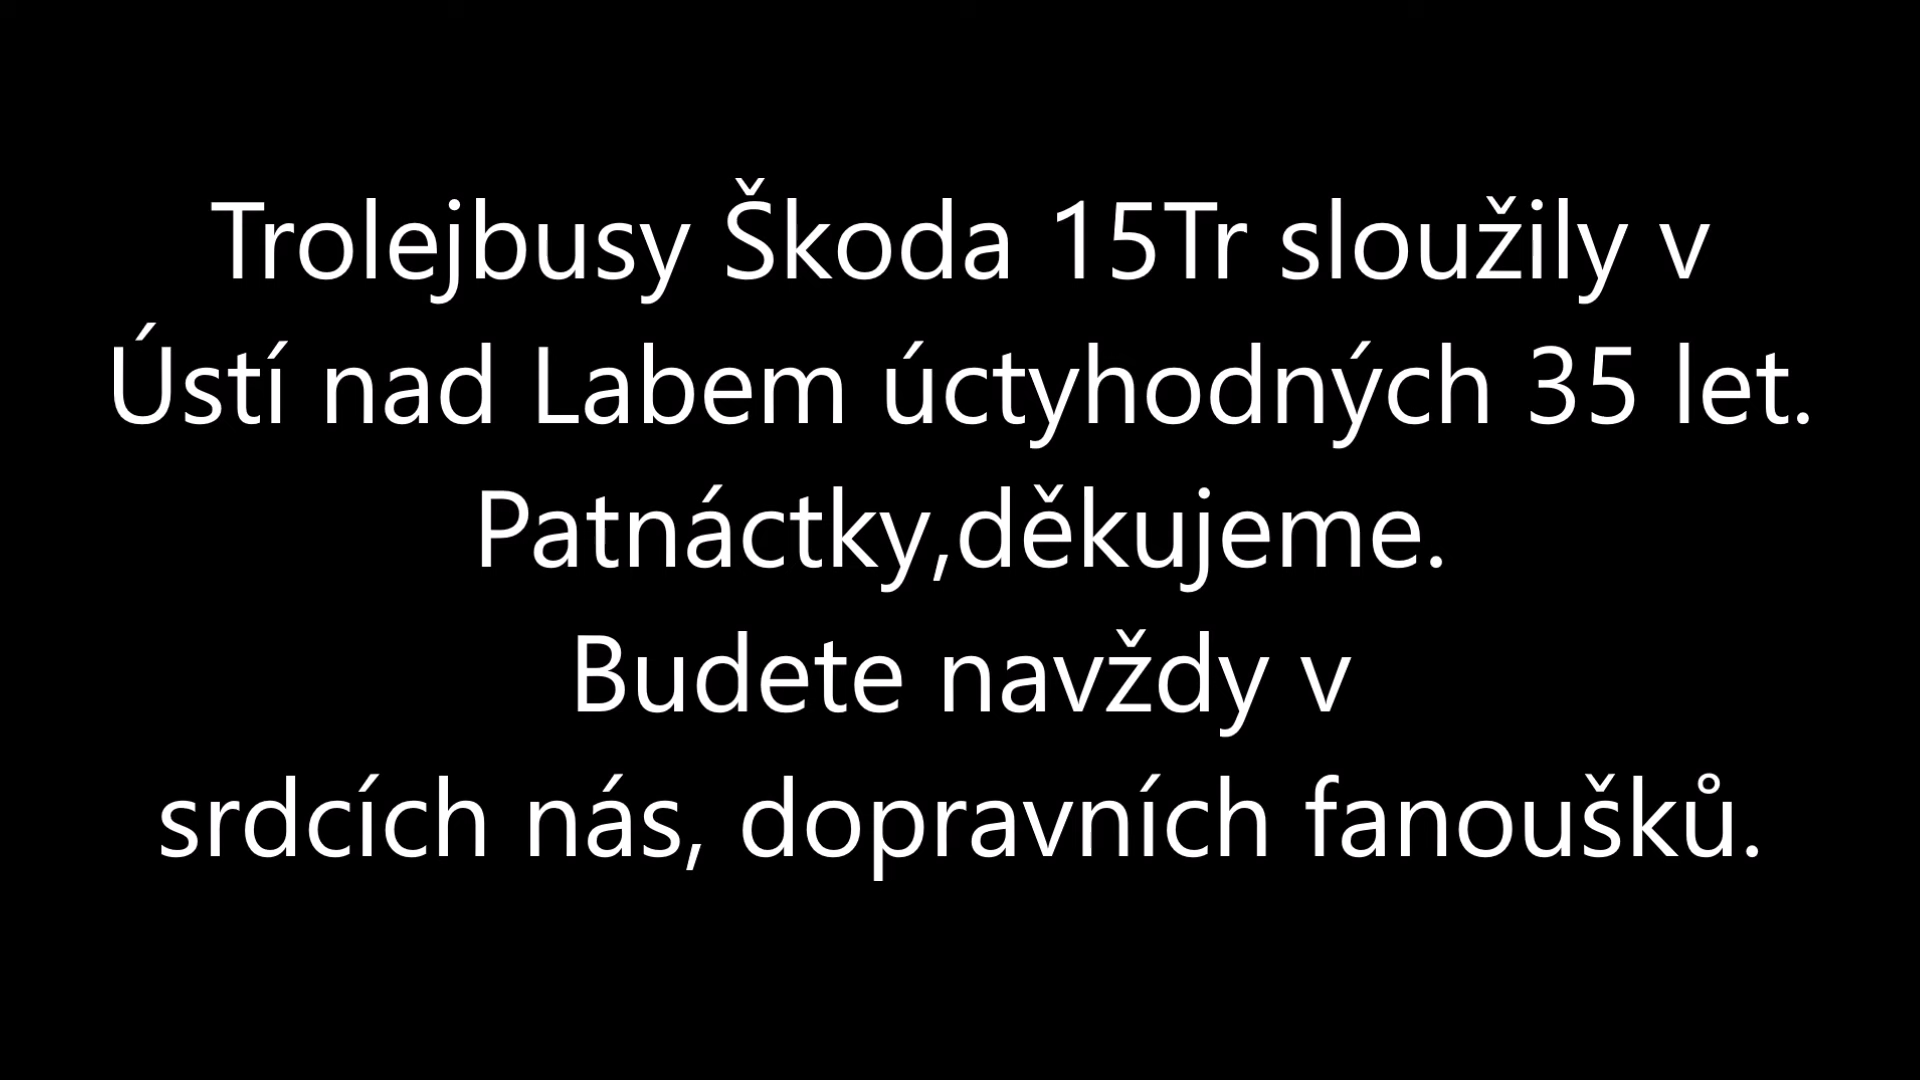 Trolejbusy Škoda 15Tr sloužily v
Ústí nad Labem úctyhodných 35 let.
Patnáctky,děkujeme.
Budete navždy v
srdcích nás, dopravních fanoušků.